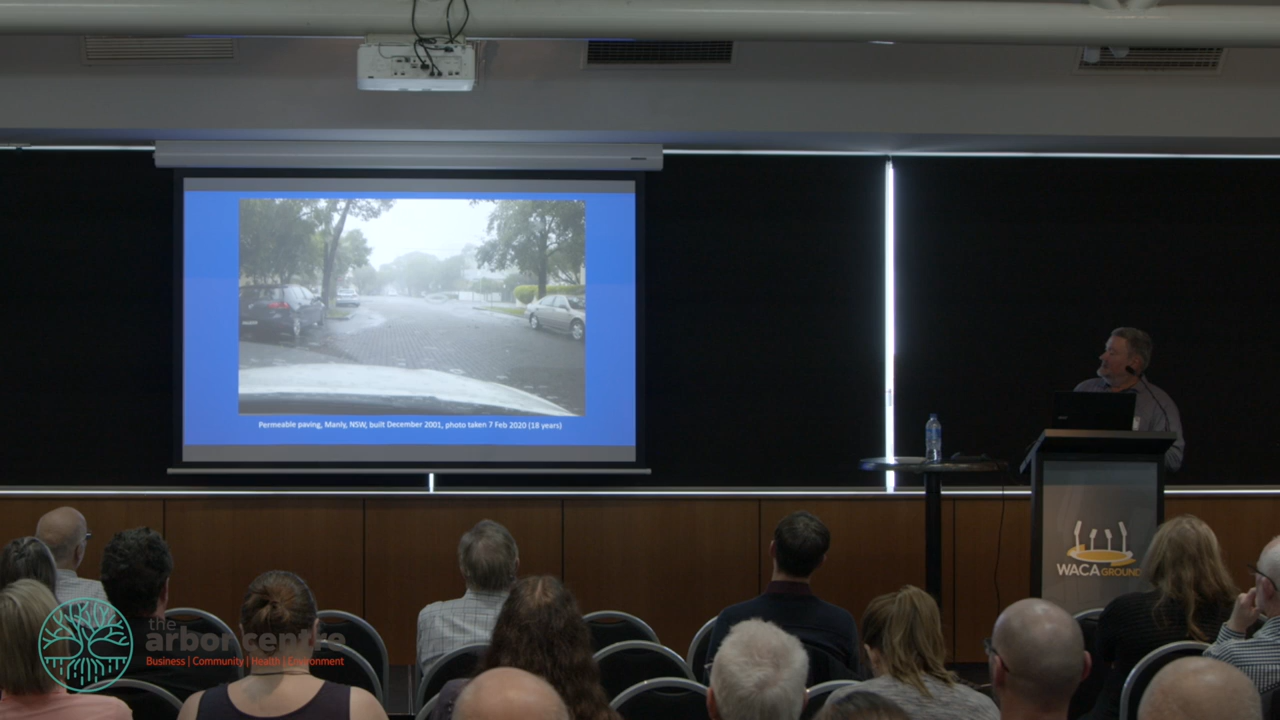 Permeable paving, Manly, NSW, built December 2001, photo taken 7 Feb 2020 (18 years)
WACA GROUND
the
arbor centre
Business | Community | Health | Environment